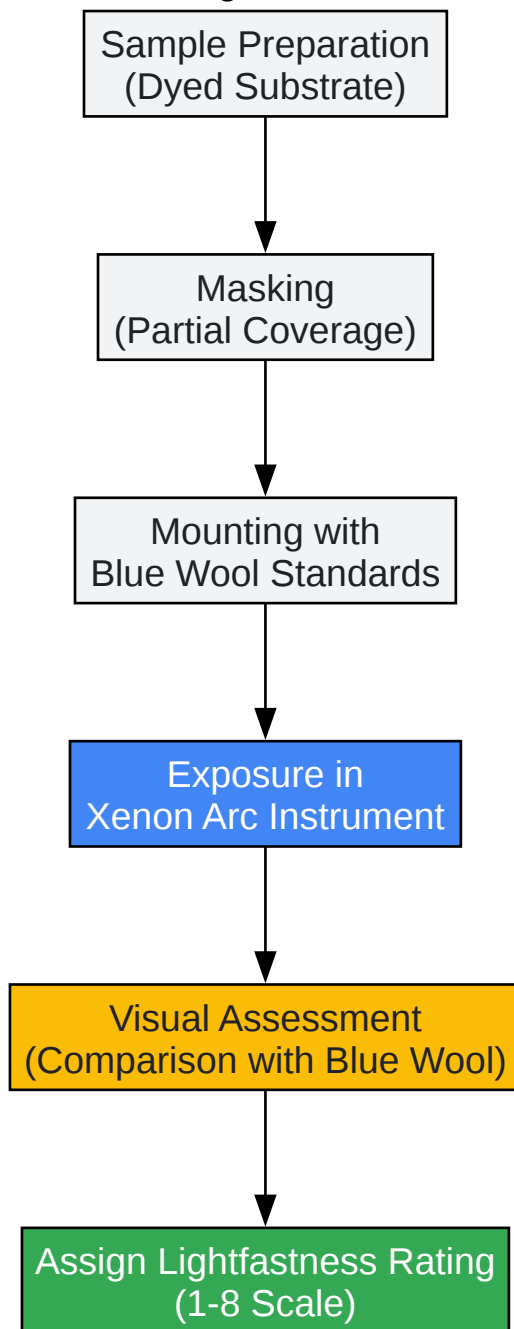 Sample Preparation
(Dyed Substrate)
Masking
(Partial Coverage)
Mounting with
Blue Wool Standards
Exposure in
Xenon Arc Instrument
Visual Assessment
(Comparison with Blue Wool)
Assign Lightfastness Rating
(1-8 Scale)